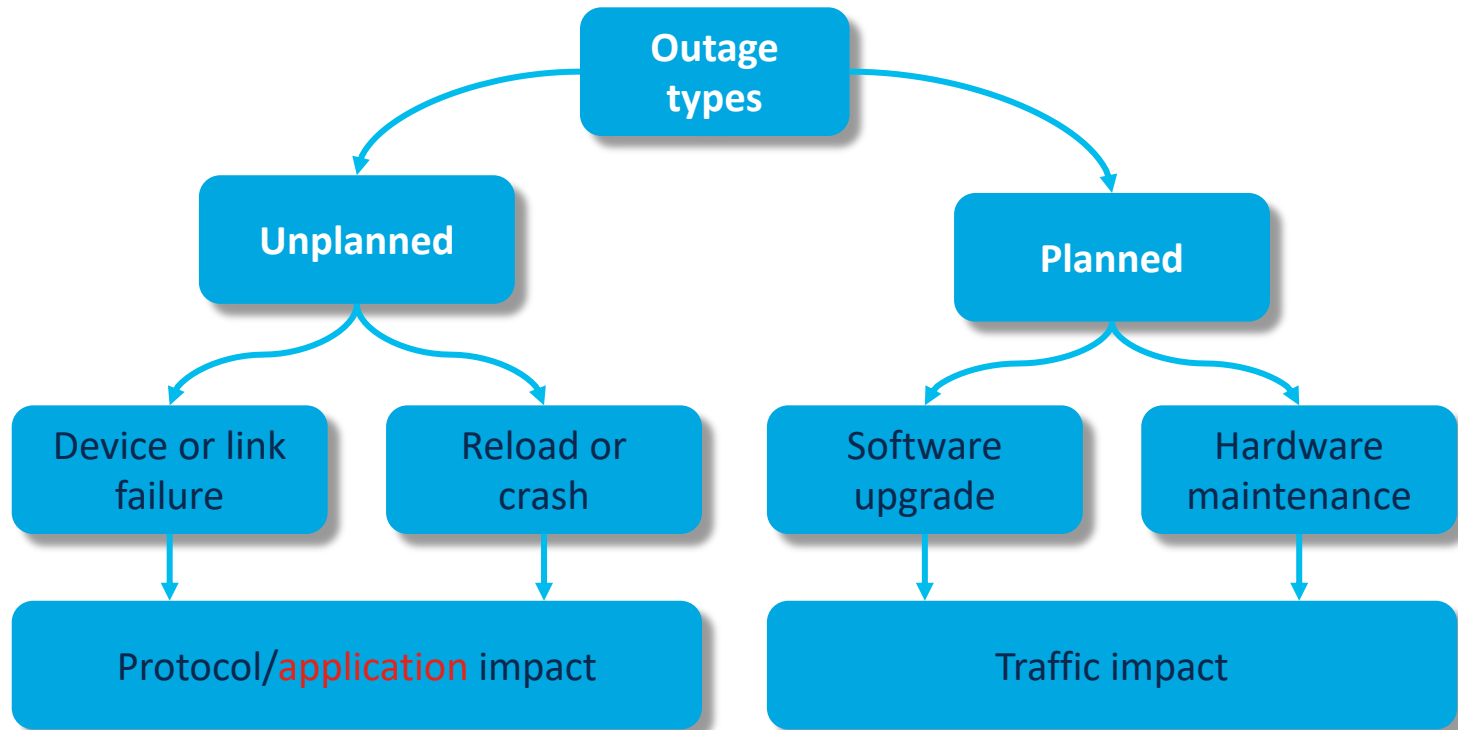 Outage
types
Unplanned
Planned
Device or link
failure
Reload or
crash
Software
upgrade
Hardware
maintenance
Protocol/application impact
Traffic impact